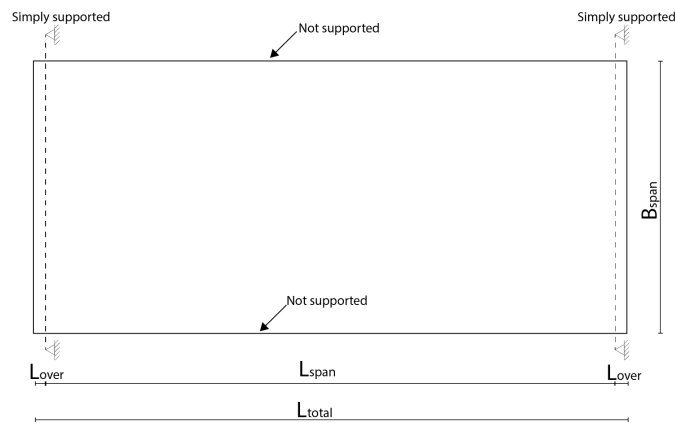 Simply supported
Simply supported
Not supported
Bspan
Not supported
Lover
Lspan
Lover
Ltotal